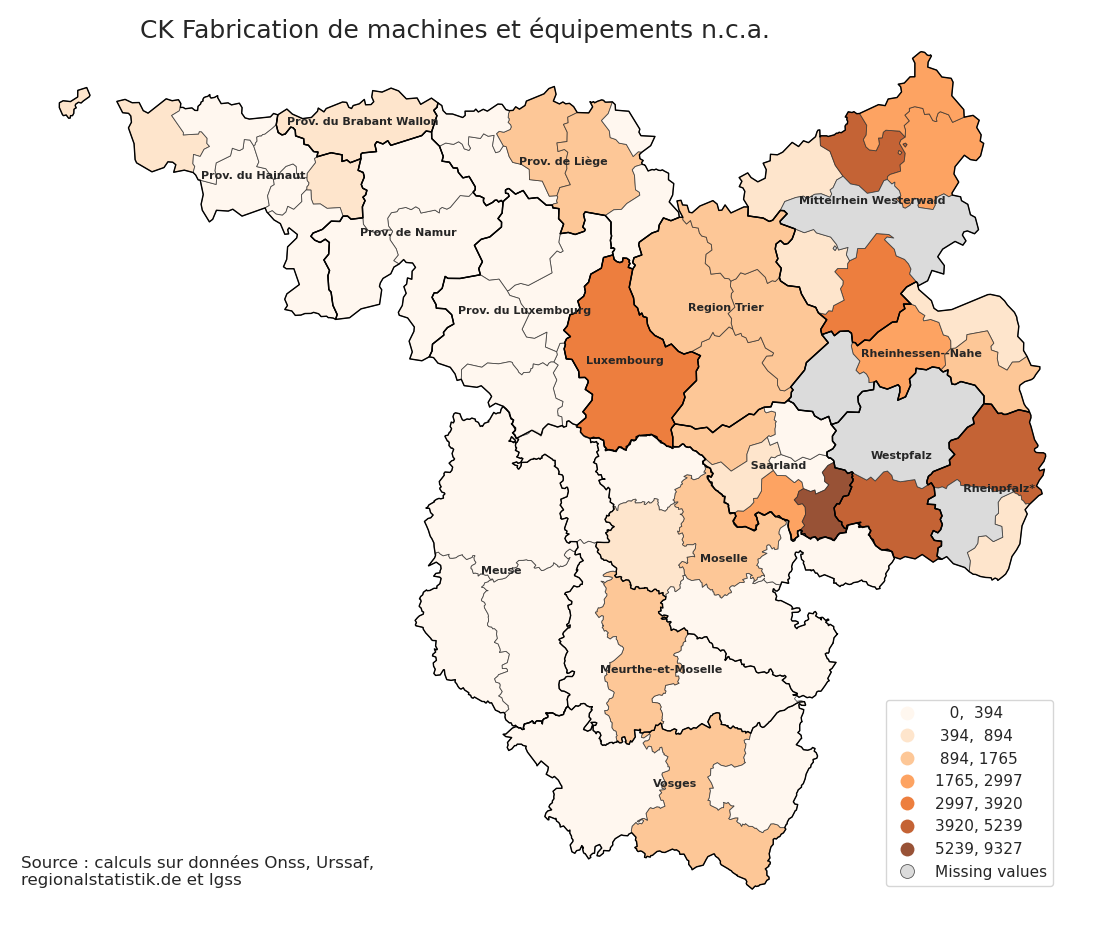 CK Fabrication de machines et équipements n.c.a.
Prov. du Brabant Wallon
Prov. de Liège
Prov. du Hainaut
Mittelrhein Westerwald
Prov. de Namur
Region Trier
Prov. du Luxembourg
Luxembourg
Rheinhessen--Nahe
Westpfalz
Saarland
Rheinpfalz*
Moselle
Meuse
Meurthe-et-Moselle
Vosges
0, 394
394, 894
894, 1765
1765, 2997
2997, 3920
3920, 5239
5239, 9327
Missing values
Source : calculs sur données Onss, Urssaf,
regionalstatistik.de et Igss